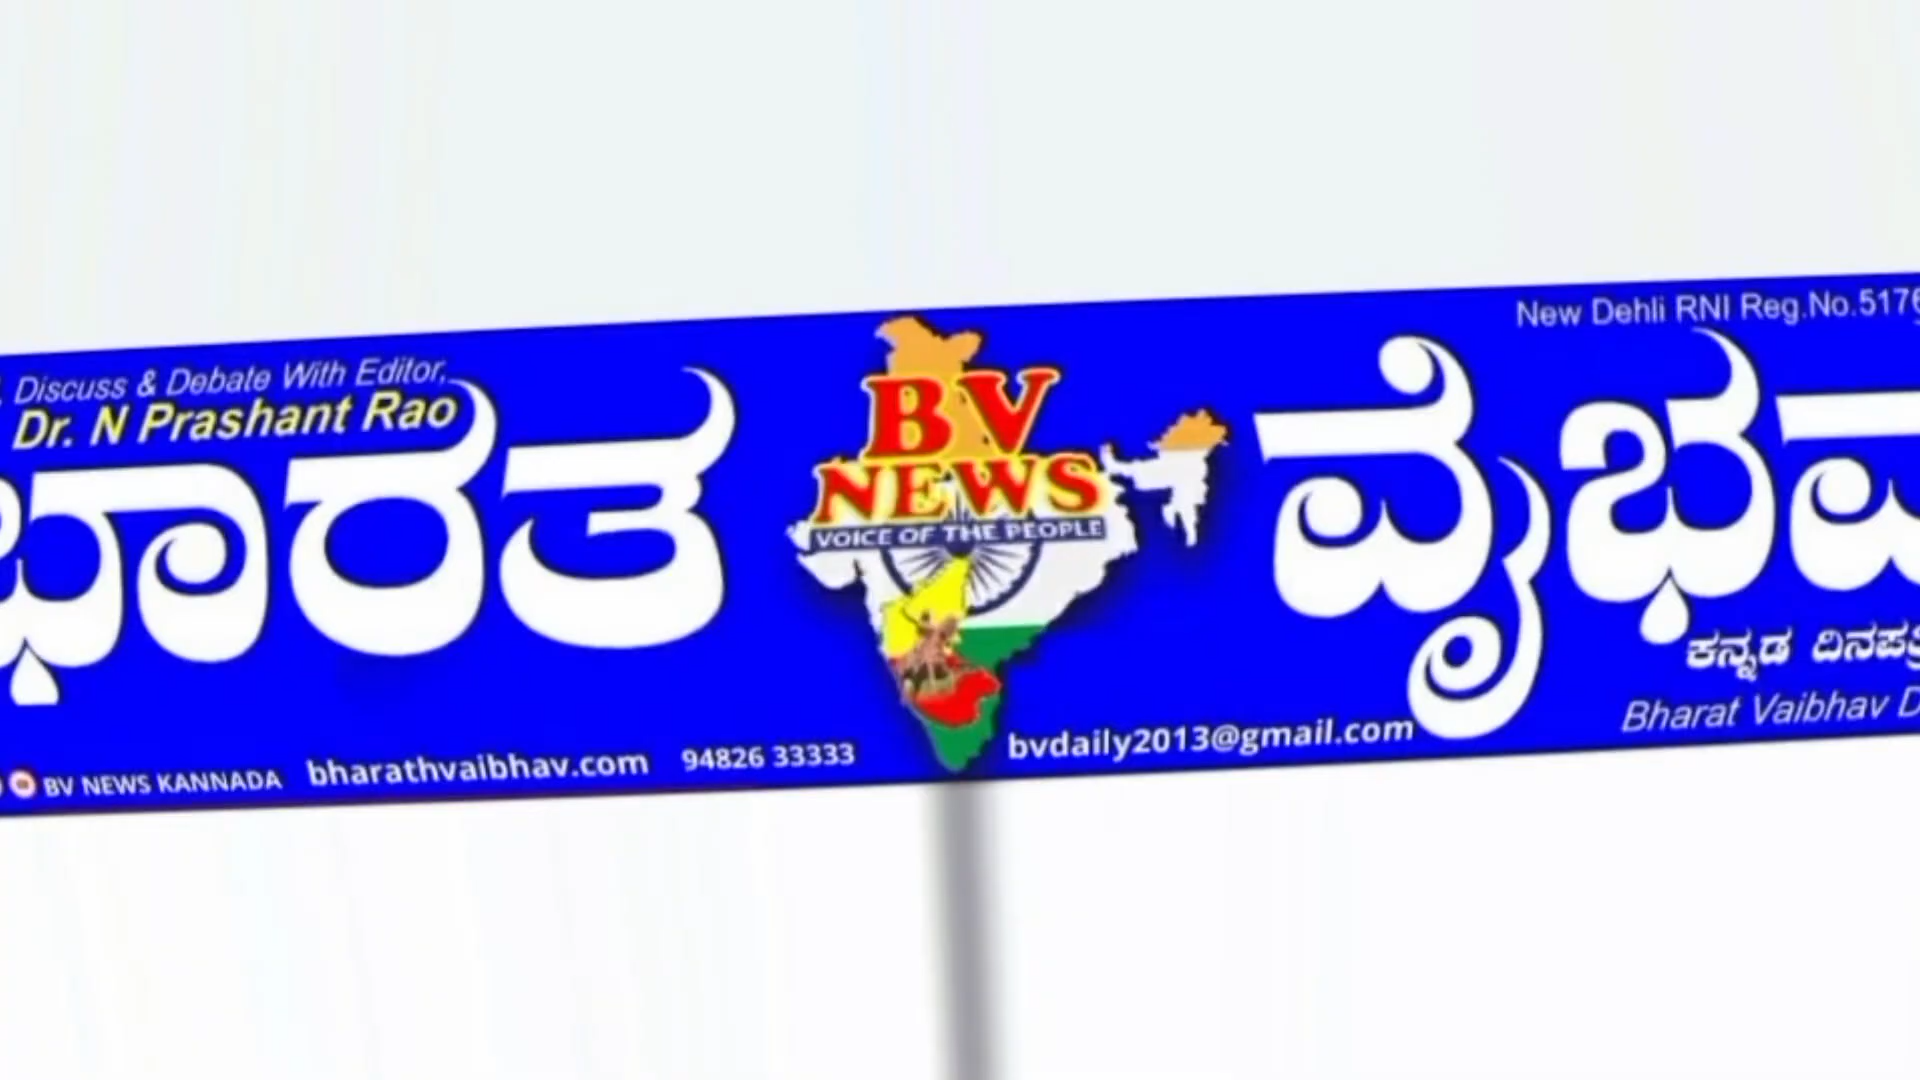 Discuss & Debate With Editor,
Dr. N Prashant Rao
New Dehli RNI Reg.No.5176
ಭಾರತ
BV
NEWS
VOICE OF THE PEOPLE
ವೈಭವ
ಕನ್ನಡ ದಿನಪತ್ರಿ
Bharat Vaibhav D
BV NEWS KANNADA bharathvaibhav.com 94826 33333 bvdaily2013@gmail.com